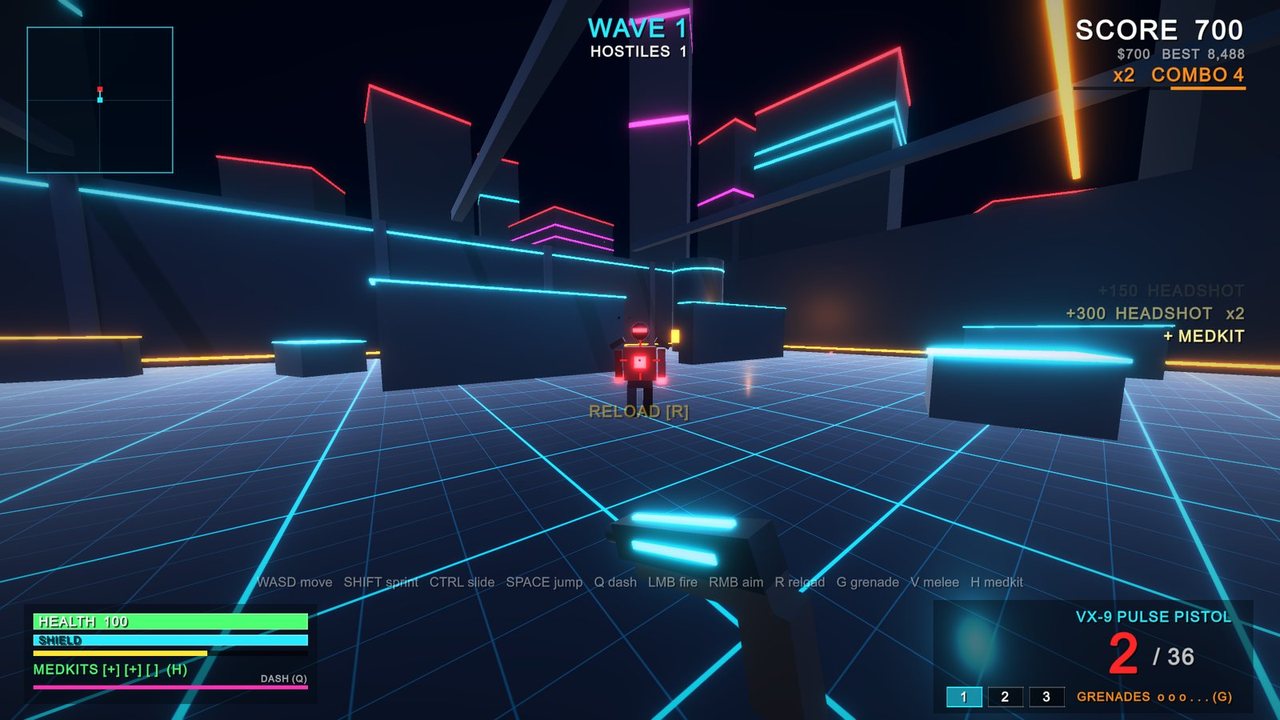 WAVE 1
HOSTILES 1
SCORE 700
$700 BEST 8,488
x2 COMBO 4
+150 HEADSHOT
+300 HEADSHOT x2
+ MEDKIT
RELOAD [R]
WASD move SHIFT sprint CTRL slide SPACE jump Q dash LMB fire RMB aim R reload G grenade V melee H medkit
HEALTH 100
SHIELD
MEDKITS [+] [+] [ ] (H)
DASH (Q)
VX-9 PULSE PISTOL
2 / 36
1 2 3
GRENADES o o o . . . (G)